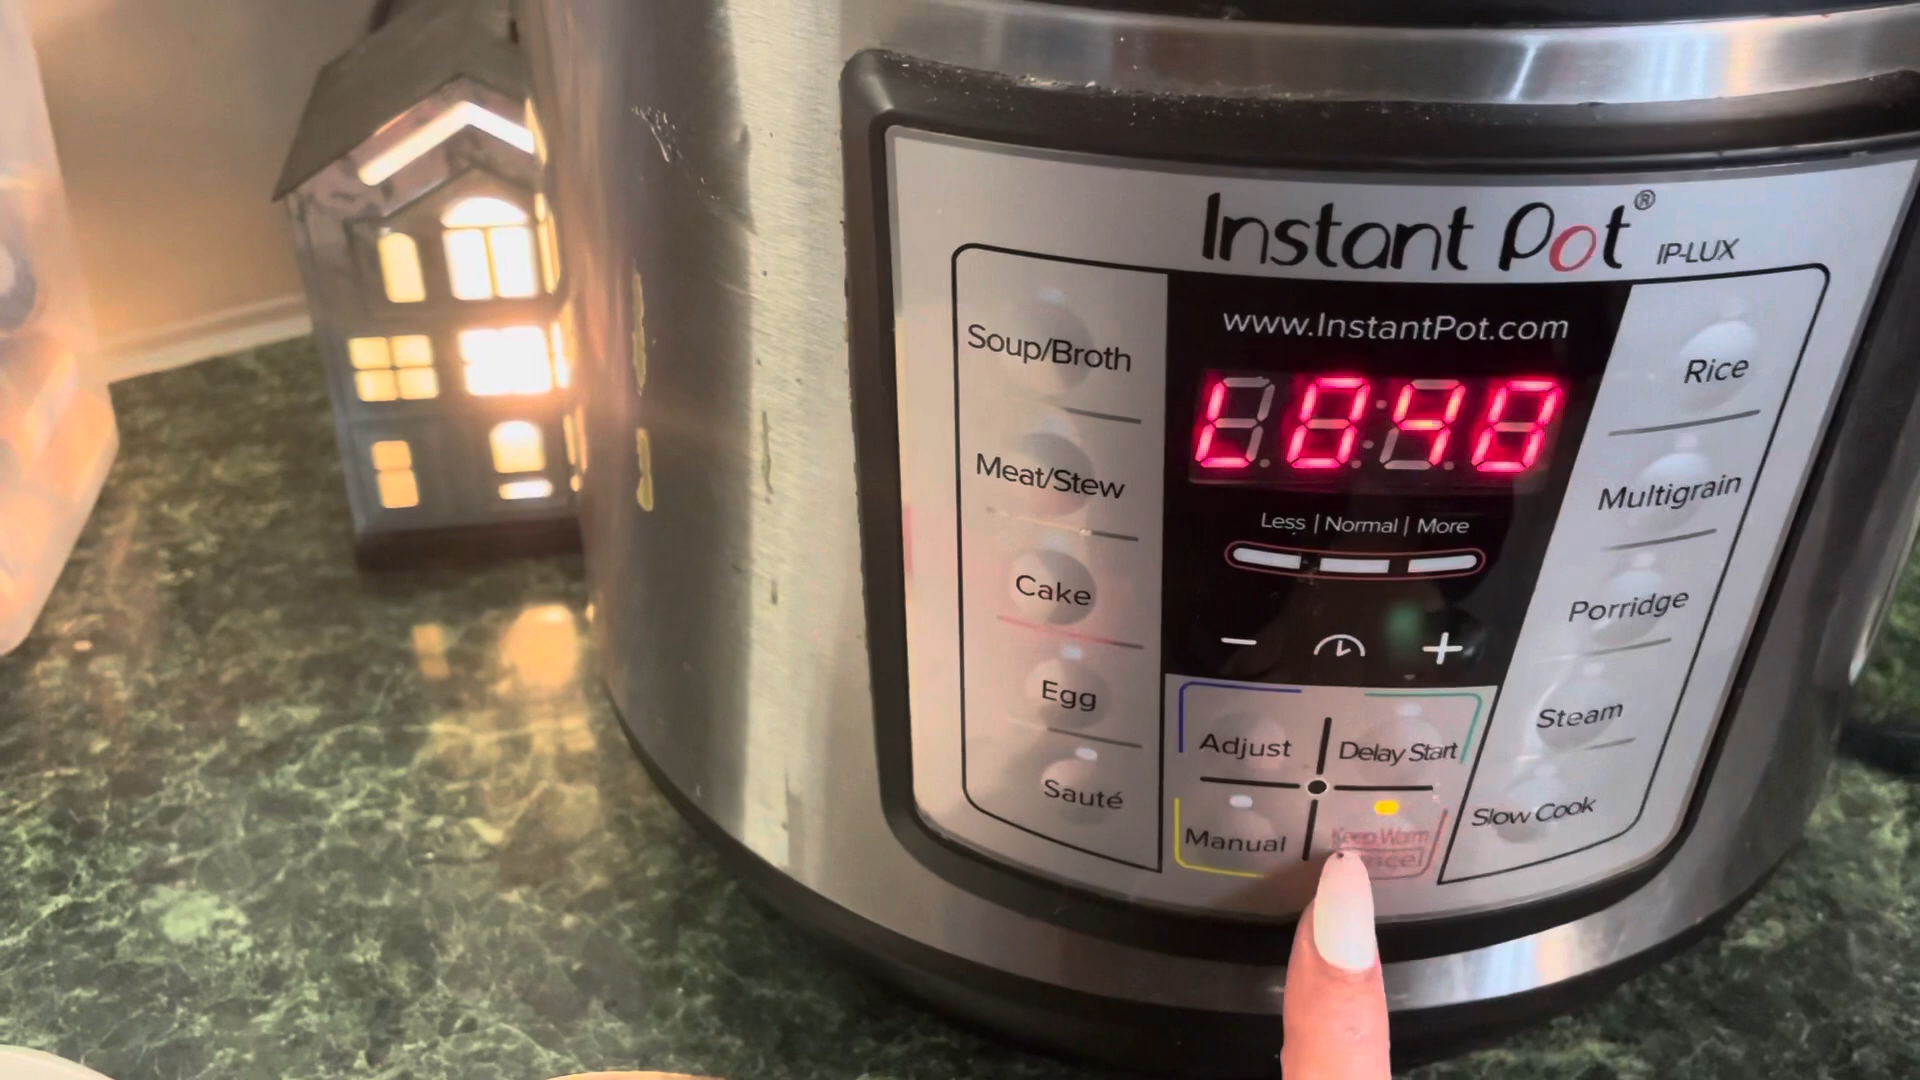 Instant Pot® IP-LUX
www.InstantPot.com
L0:48
Less | Normal | More
Soup/Broth
Meat/Stew
Cake
Egg
Sauté
Rice
Multigrain
Porridge
Steam
Slow Cook
Adjust
Delay Start
Manual
Keep Warm